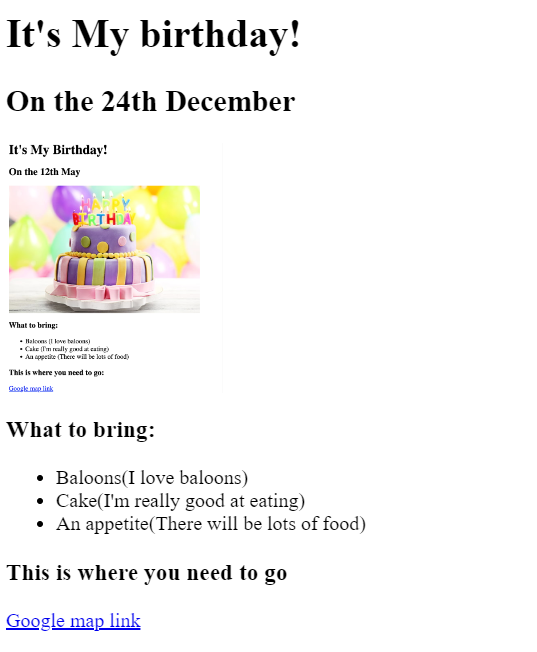 It's My birthday!
On the 24th December
It's My Birthday!
On the 12th May
HAPPY
BIRTHDAY
What to bring:
Baloons (I love baloons)
Cake (I'm really good at eating)
An appetite (There will be lots of food)
This is where you need to go:
Google map link
What to bring:
Baloons(I love baloons)
Cake(I'm really good at eating)
An appetite(There will be lots of food)
This is where you need to go
Google map link